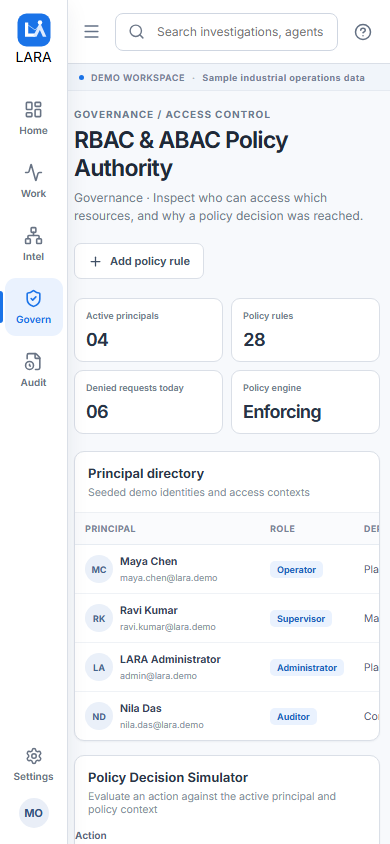 LARA
Search investigations, agents
DEMO WORKSPACE · Sample industrial operations data
Home
Work
Intel
Govern
Audit
Settings
MO
GOVERNANCE / ACCESS CONTROL
RBAC & ABAC Policy
Authority
Governance · Inspect who can access which
resources, and why a policy decision was reached.
Add policy rule
Active principals
04
Policy rules
28
Denied requests today
06
Policy engine
Enforcing
Principal directory
Seeded demo identities and access contexts
PRINCIPAL ROLE
MC Maya Chen Operator
maya.chen@lara.demo
RK Ravi Kumar Supervisor
ravi.kumar@lara.demo
LA LARA Administrator Administrator
admin@lara.demo
ND Nila Das Auditor
nila.das@lara.demo
Policy Decision Simulator
Evaluate an action against the active principal and
policy context
Action